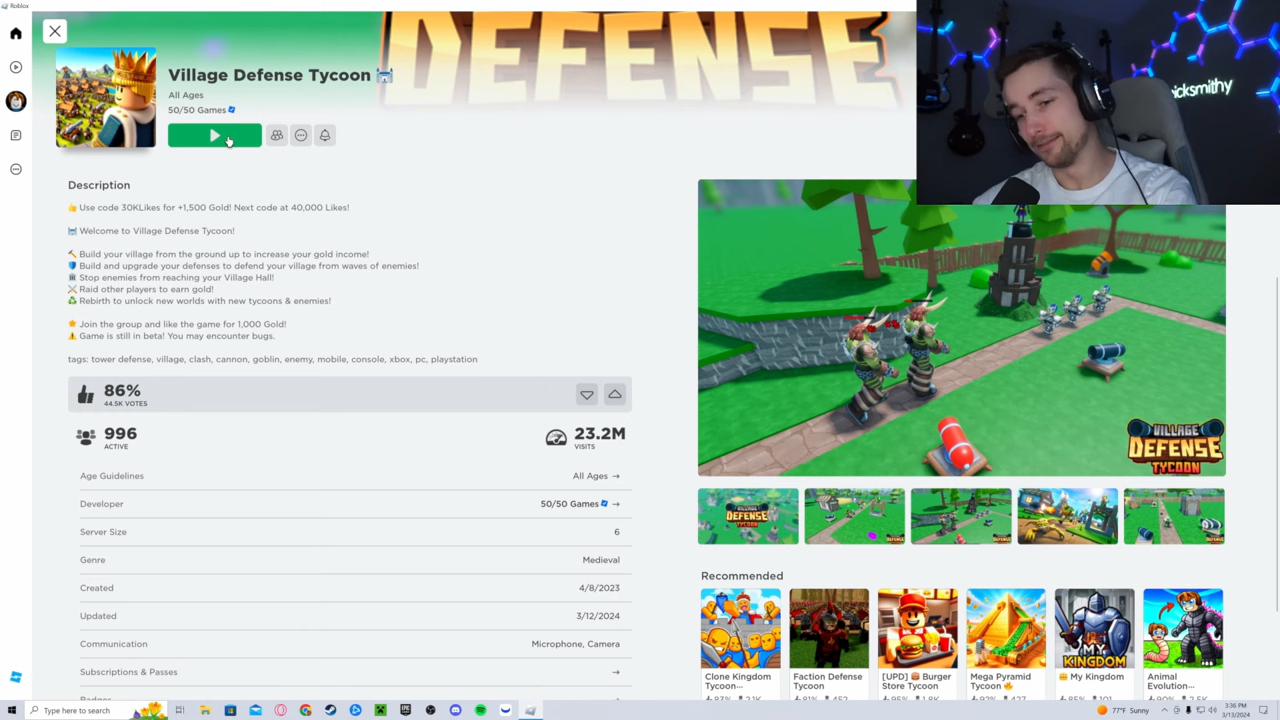 Roblox
DEFENSE
Village Defense Tycoon
All Ages
50/50 Games
ricksmithy
Description
👍 Use code 30KLikes for +1,500 Gold! Next code at 40,000 Likes!
Welcome to Village Defense Tycoon!
🔨 Build your village from the ground up to increase your gold income!
🛡️ Build and upgrade your defenses to defend your village from waves of enemies!
🏛️ Stop enemies from reaching your Village Hall!
⚔️ Raid other players to earn gold!
♻️ Rebirth to unlock new worlds with new tycoons & enemies!
⭐ Join the group and like the game for 1,000 Gold!
⚠️ Game is still in beta! You may encounter bugs.
tags: tower defense, village, clash, cannon, goblin, enemy, mobile, console, xbox, pc, playstation
86%
44.5K VOTES
996
ACTIVE
23.2M
VISITS
Age Guidelines
All Ages →
Developer
50/50 Games →
Server Size
6
Genre
Medieval
Created
4/8/2023
Updated
3/12/2024
Communication
Microphone, Camera
Subscriptions & Passes
→
Badges
VILLAGE
DEFENSE
TYCOON
VILLAGE
DEFENSE
TYCOON
Recommended
MY
KINGDOM
Clone Kingdom
Tycoon...
Faction Defense
Tycoon
[UPD] 🍔 Burger
Store Tycoon
Mega Pyramid
Tycoon 🔥
👑 My Kingdom
Animal
Evolution...
Type here to search
77°F Sunny
3:36 PM
3/13/2024